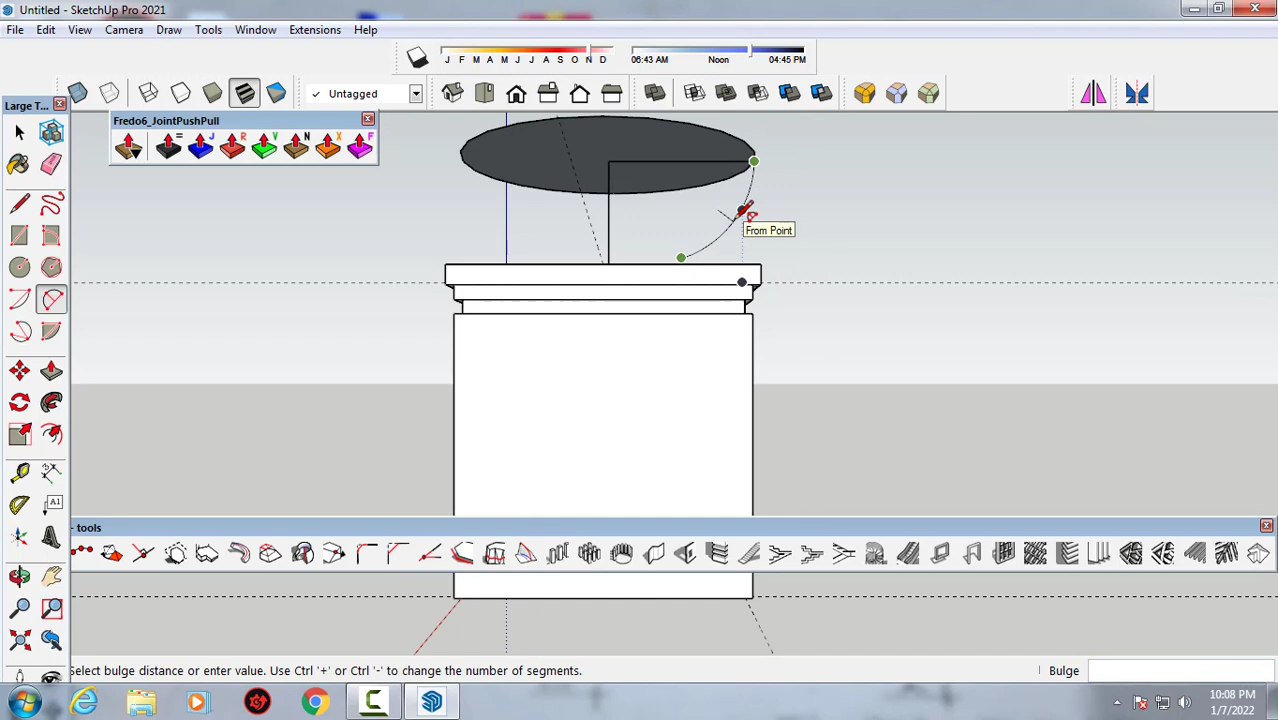 Untitled - SketchUp Pro 2021
File Edit View Camera Draw Tools Window Extensions Help
J F M A M J J A S O N D 06:43 AM Noon 04:45 PM
Large T...
✓ Untagged
Fredo6_JointPushPull
= J R V N X F
From Point
A1
- tools
Select bulge distance or enter value. Use Ctrl '+' or Ctrl '-' to change the number of segments.
Bulge
10:08 PM
1/7/2022